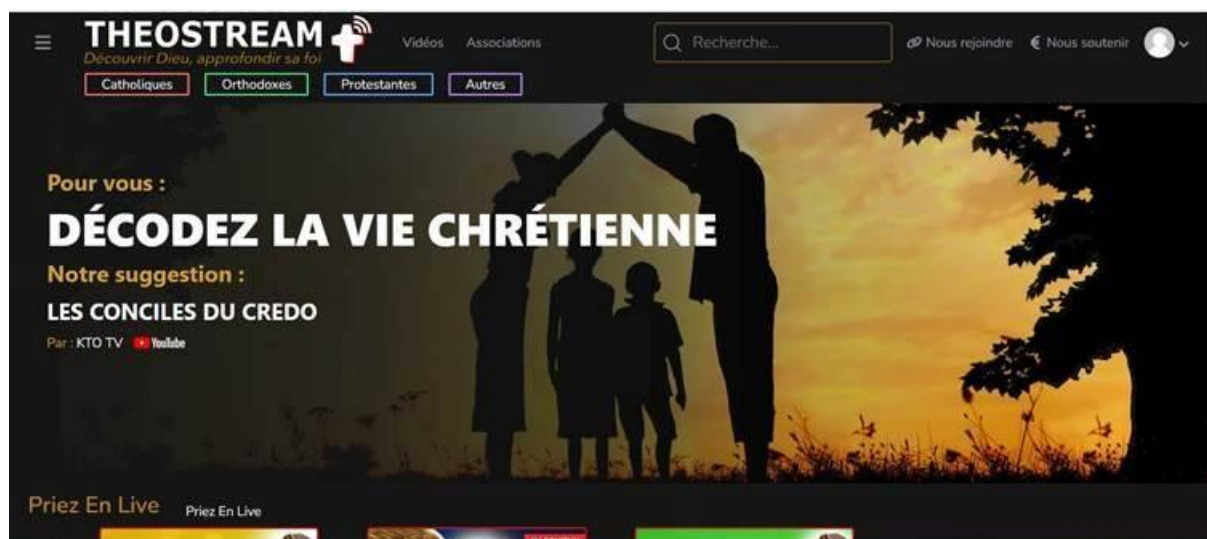 THEOSTREAM
Vidéos Associations
Recherche...
Nous rejoindre € Nous soutenir
Découvrir Dieu, approfondir sa foi
Catholiques Orthodoxes Protestantes Autres
Pour vous :
DÉCODEZ LA VIE CHRÉTIENNE
Notre suggestion :
LES CONCILES DU CREDO
Par : KTO TV YouTube
Priez En Live Priez En Live